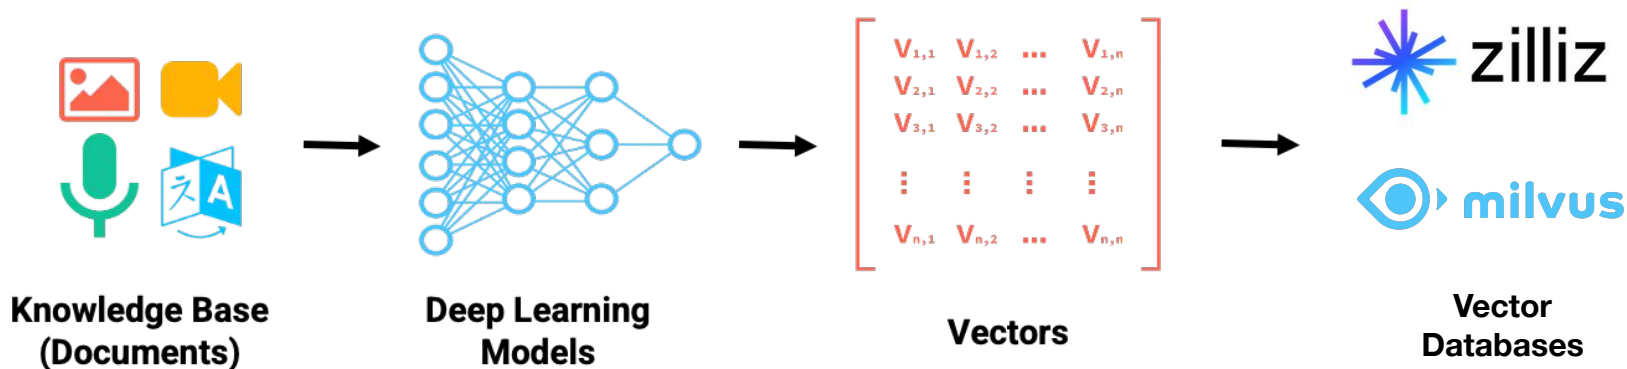 V1,1 V1,2 ... V1,n
V2,1 V2,2 ... V2,n
V3,1 V3,2 ... V3,n
⋮ ⋮ ⋮ ⋮
Vn,1 Vn,2 ... Vn,n
zilliz
milvus
文 A
Knowledge Base
(Documents)
Deep Learning
Models
Vectors
Vector
Databases